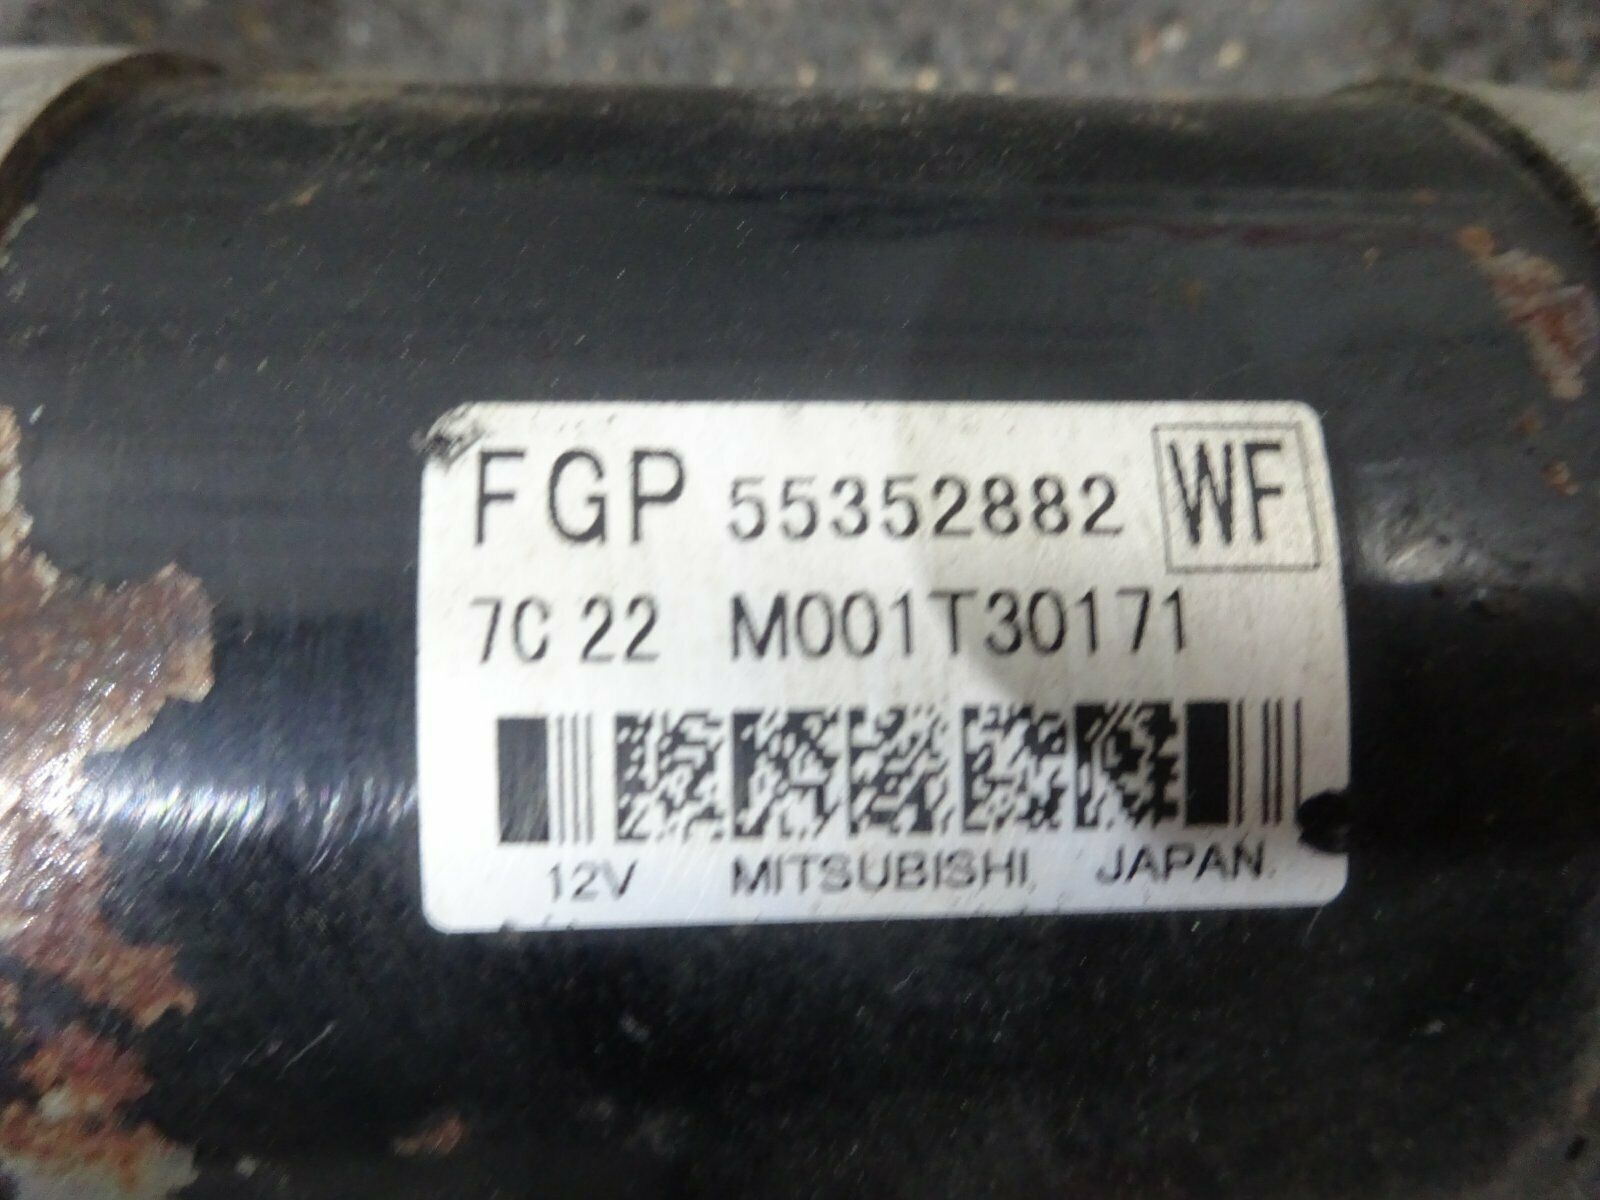 FGP 55352882 WF
7C 22 M001T30171
12V MITSUBISHI JAPAN